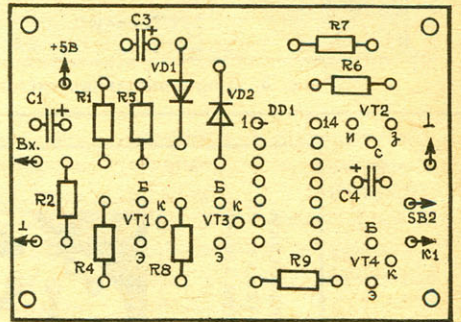 C3
+
R7
+5В
VD1
R6
C1
+
R1
R5
VD2
DD1
1
14
VT2
И
З
С
⊥
Вх.
R2
Б
К
VT1
Э
Б
К
VT3
+
C4
SB2
⊥
R4
R8
Э
R9
Б
VT4
К
Э
К1